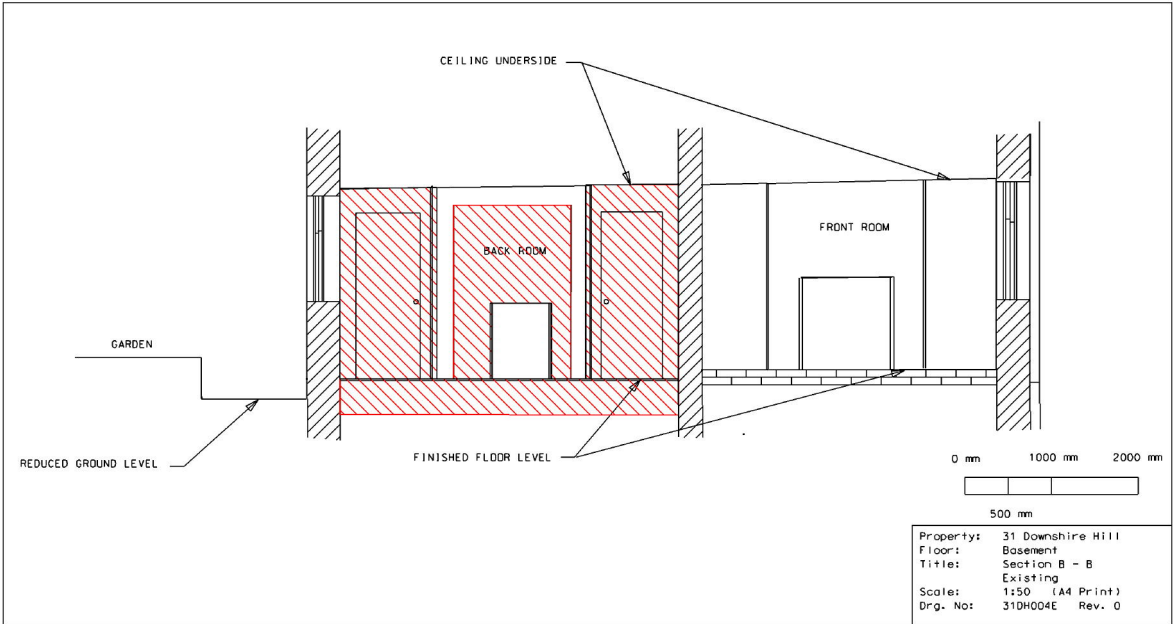 CEILING UNDERSIDE
FRONT ROOM
BACK ROOM
GARDEN
REDUCED GROUND LEVEL
FINISHED FLOOR LEVEL
0 mm 1000 mm 2000 mm
500 mm
Property: 31 Downshire Hill
Floor: Basement
Title: Section B - B
Existing
Scale: 1:50 (A4 Print)
Drg. No: 31DH004E Rev. 0